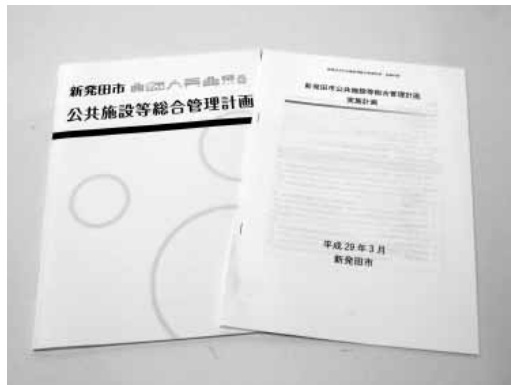 新発田市
公共施設等総合管理計画
新発田市公共施設等総合管理計画
実施計画
平成29年3月
新発田市